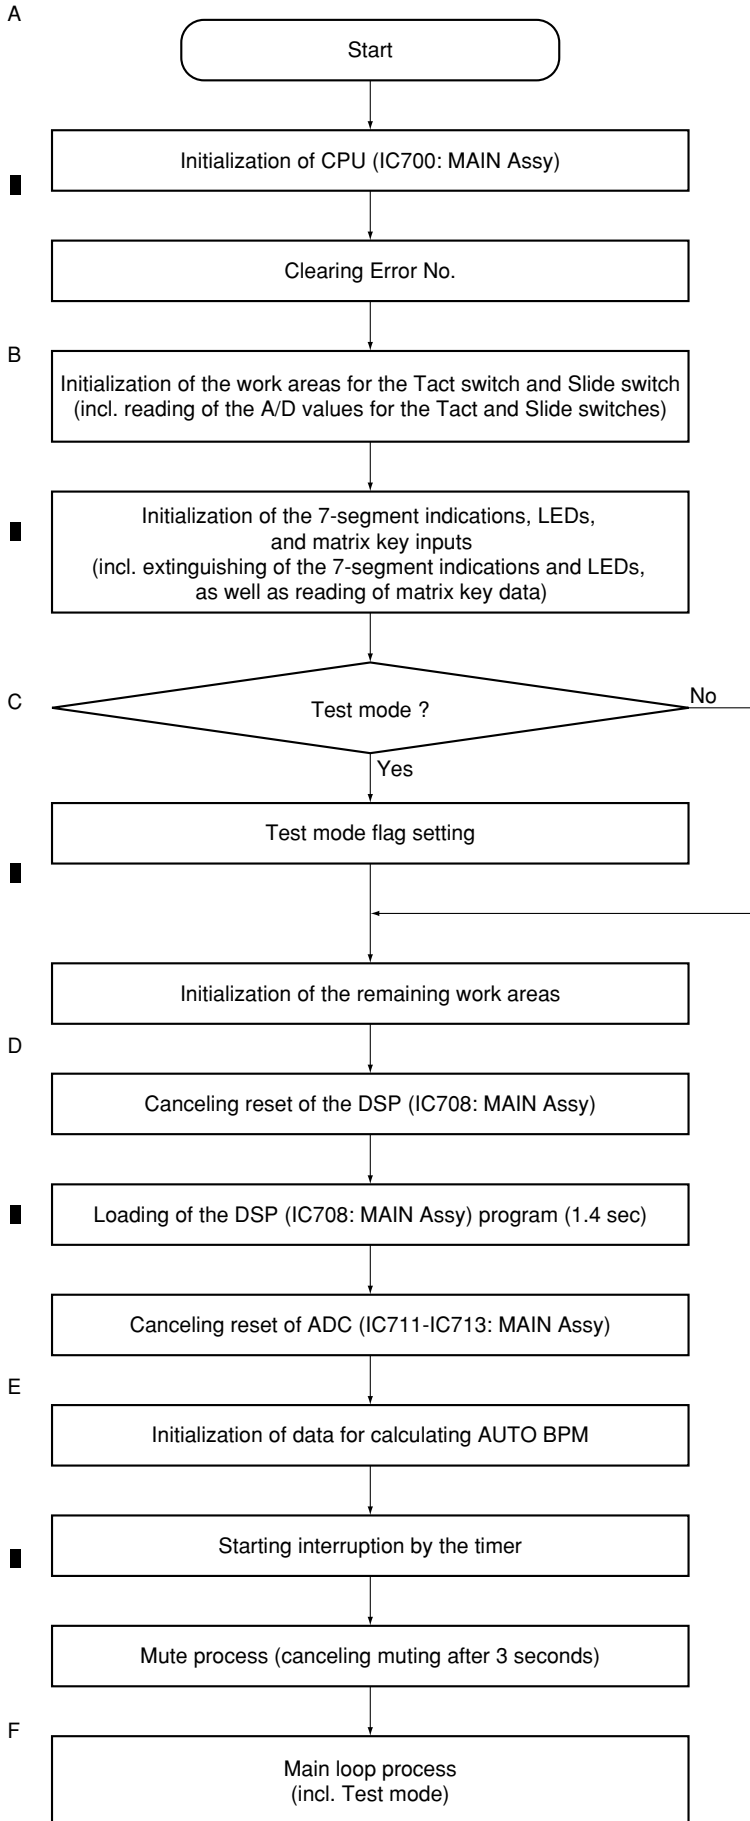 A
Start
Initialization of CPU (IC700: MAIN Assy)
Clearing Error No.
B
Initialization of the work areas for the Tact switch and Slide switch
(incl. reading of the A/D values for the Tact and Slide switches)
Initialization of the 7-segment indications, LEDs,
and matrix key inputs
(incl. extinguishing of the 7-segment indications and LEDs,
as well as reading of matrix key data)
C
Test mode ?
No
Yes
Test mode flag setting
Initialization of the remaining work areas
D
Canceling reset of the DSP (IC708: MAIN Assy)
Loading of the DSP (IC708: MAIN Assy) program (1.4 sec)
Canceling reset of ADC (IC711-IC713: MAIN Assy)
E
Initialization of data for calculating AUTO BPM
Starting interruption by the timer
Mute process (canceling muting after 3 seconds)
F
Main loop process
(incl. Test mode)